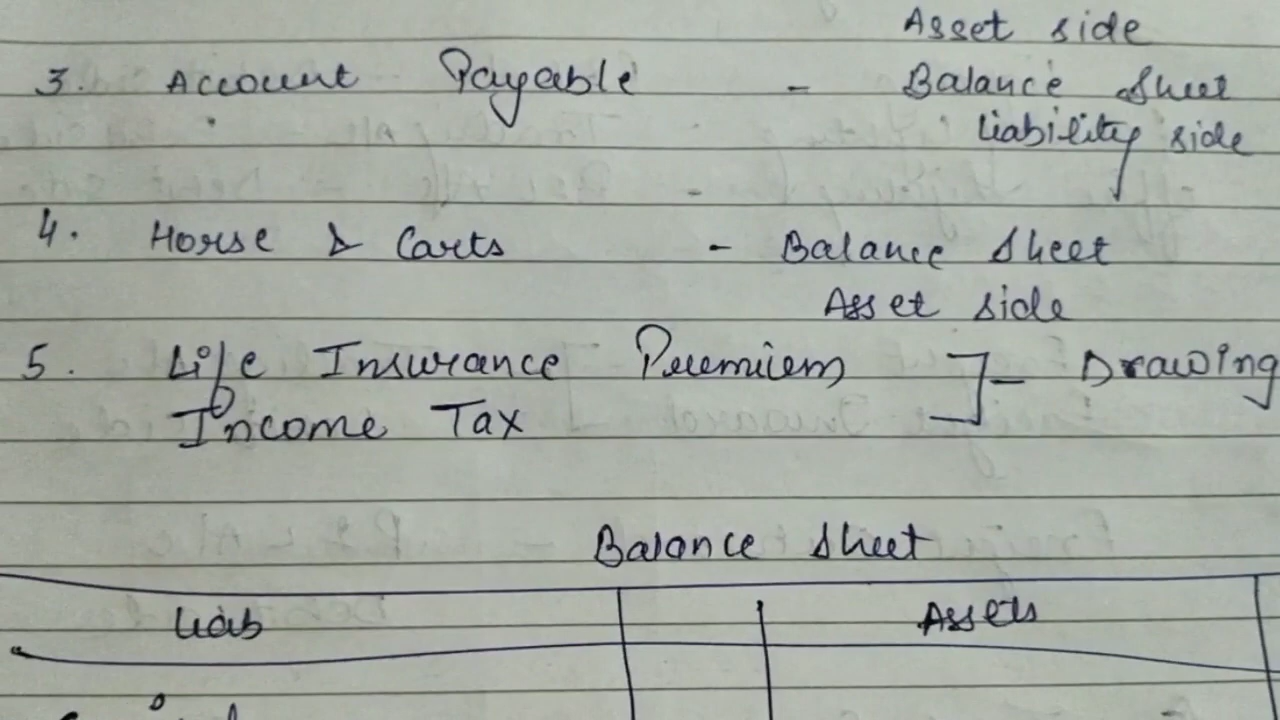 Asset side
3. Account Payable - Balance Sheet
liability side
4. Horse & Carts - Balance Sheet
Asset side
5. Life Insurance Premium ]- Drawing
Income Tax
Balance Sheet
Liab Assets